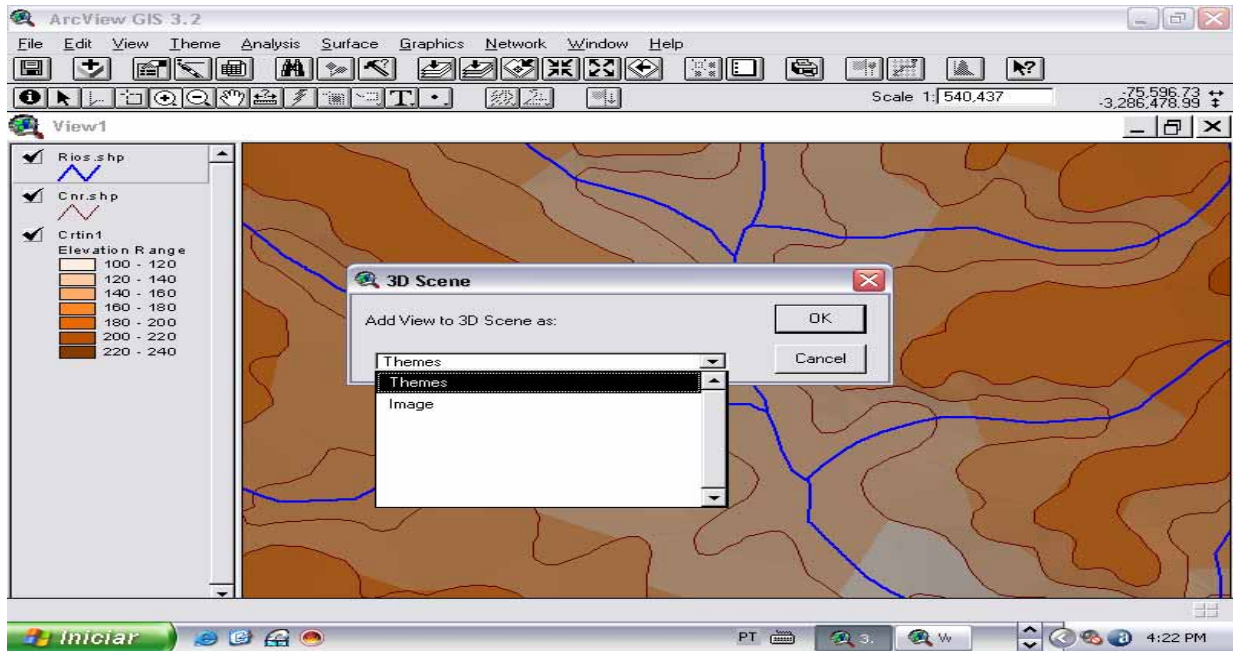 ArcView GIS 3.2
File Edit View Theme Analysis Surface Graphics Network Window Help
Scale 1: 540,437
-75,596.73
-3,286,478.99
View1
Rios.shp
Cnr.shp
Crtin1
Elevation Range
100 - 120
120 - 140
140 - 160
160 - 180
180 - 200
200 - 220
220 - 240
3D Scene
Add View to 3D Scene as:
OK
Cancel
Themes
Themes
Image
Iniciar
PT
3.
W
4:22 PM